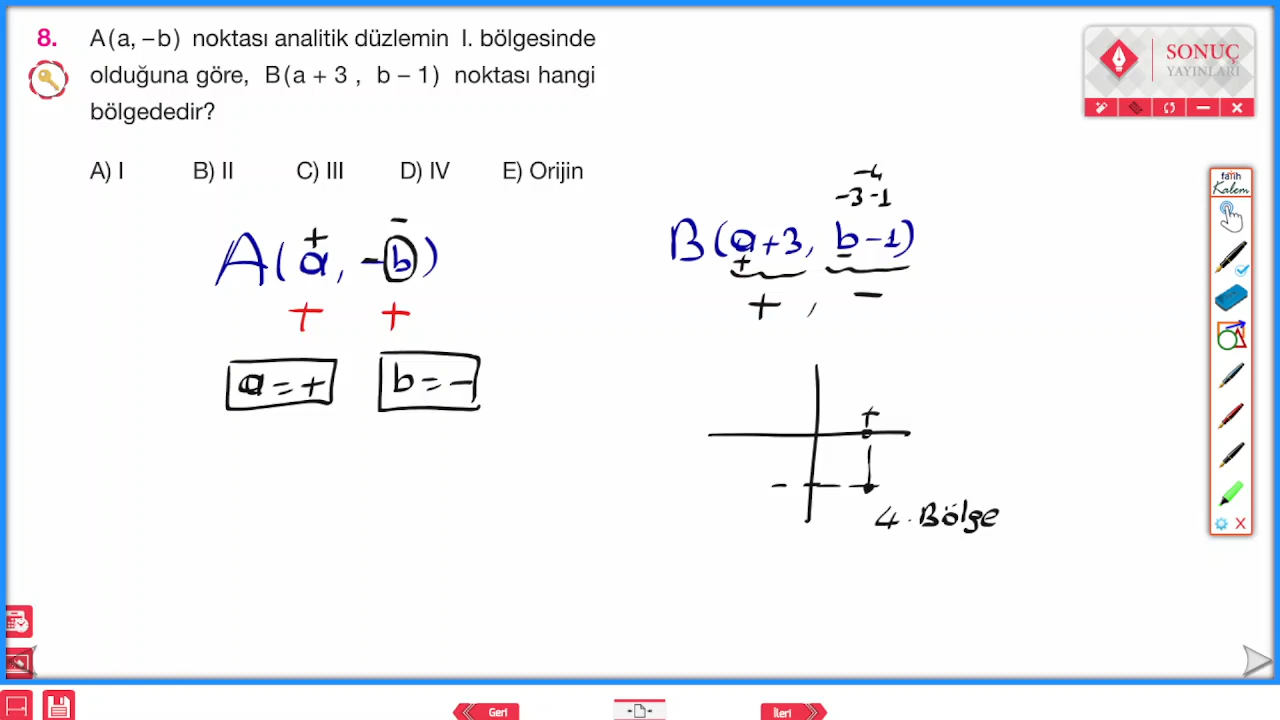 8. A(a, −b) noktası analitik düzlemin I. bölgesinde
olduğuna göre, B(a + 3 , b − 1) noktası hangi
bölgededir?
A) I B) II C) III D) IV E) Orijin
SONUÇ
YAYINLARI
fatih
Kalem
−4
−3 −1
− 
+
A(a, −b)
+ +
a = + b = −
B(a+3, b−1)
+ −
+ , −
+
−
4. Bölge
Geri
İleri